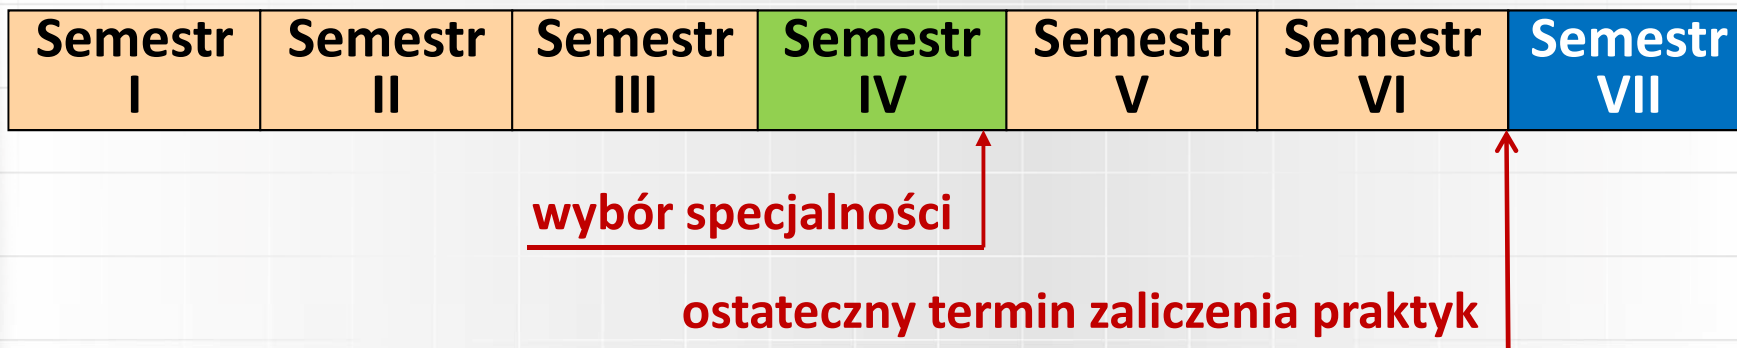 Semestr Semestr Semestr Semestr Semestr Semestr Semestr
I II III IV V VI VII
wybór specjalności
ostateczny termin zaliczenia praktyk